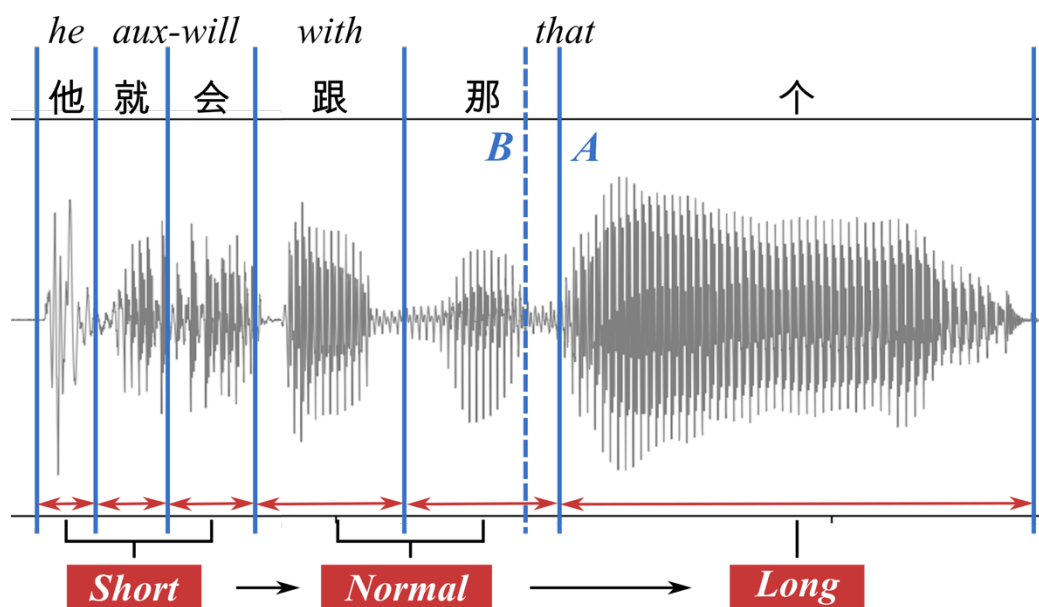 he aux-will with that
他 就 会 跟 那 个
B A
Short Normal Long